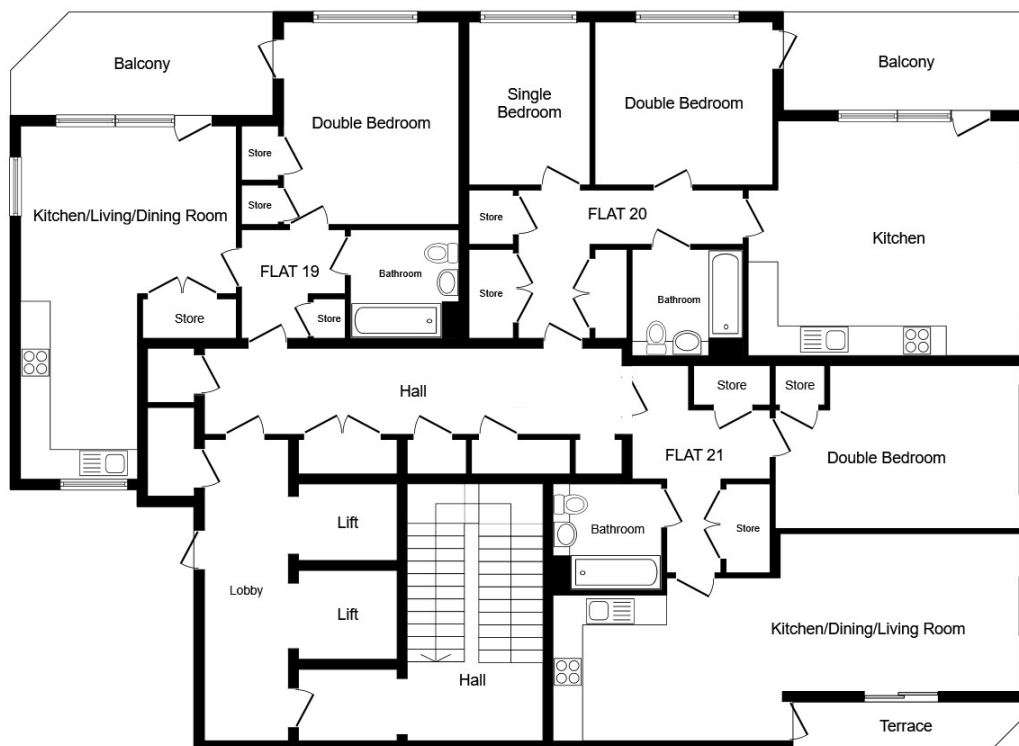 Balcony
Balcony
Single
Bedroom
Double Bedroom
Double Bedroom
Store
Store
Kitchen/Living/Dining Room
Store
FLAT 20
Kitchen
FLAT 19
Bathroom
Store
Bathroom
Store
Store
Hall
Store
Store
FLAT 21
Double Bedroom
Lift
Bathroom
Store
Lobby
Lift
Kitchen/Dining/Living Room
Hall
Terrace